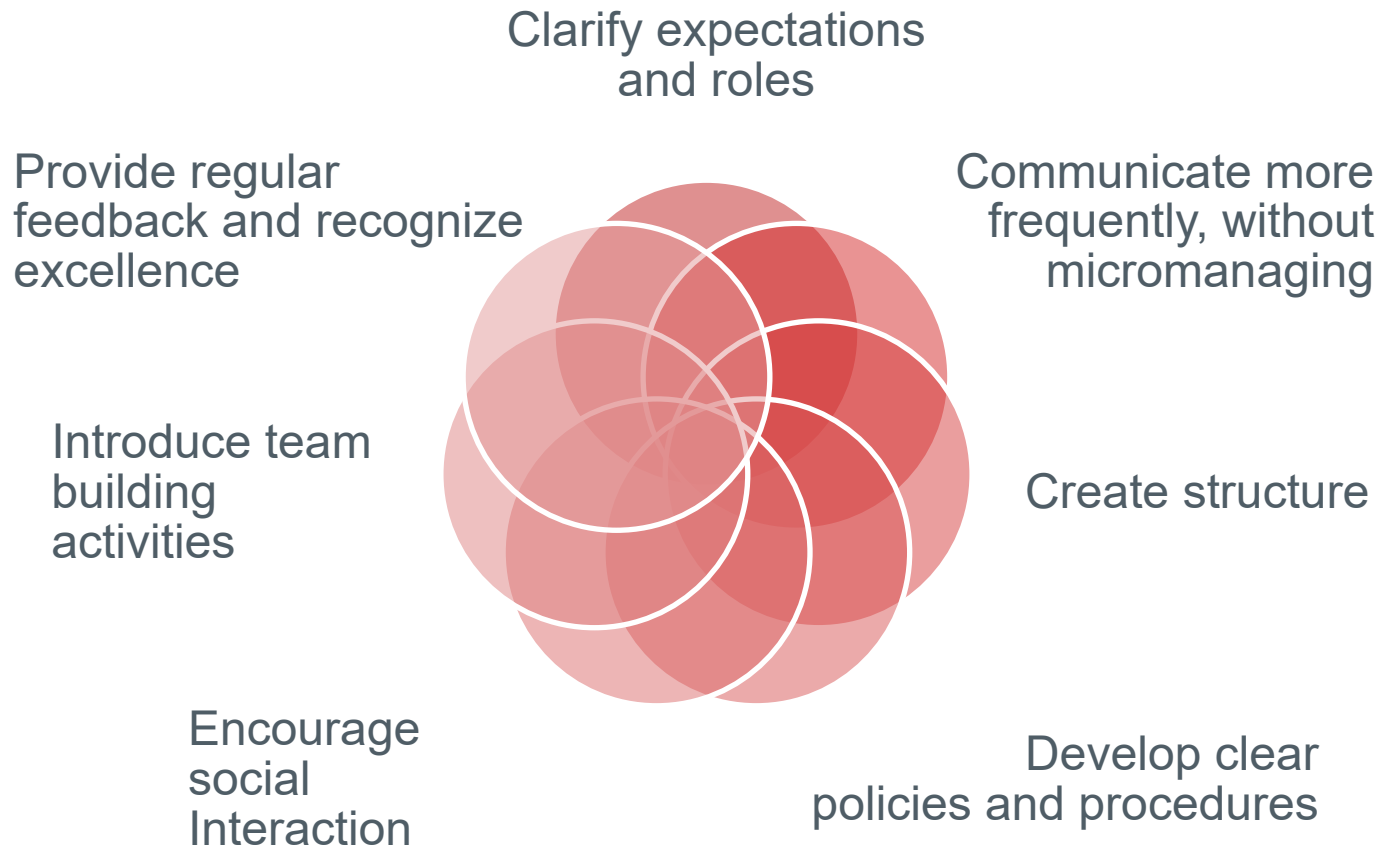 Clarify expectations
and roles
Provide regular
feedback and recognize
excellence
Communicate more
frequently, without
micromanaging
Introduce team
building
activities
Create structure
Encourage
social
Interaction
Develop clear
policies and procedures